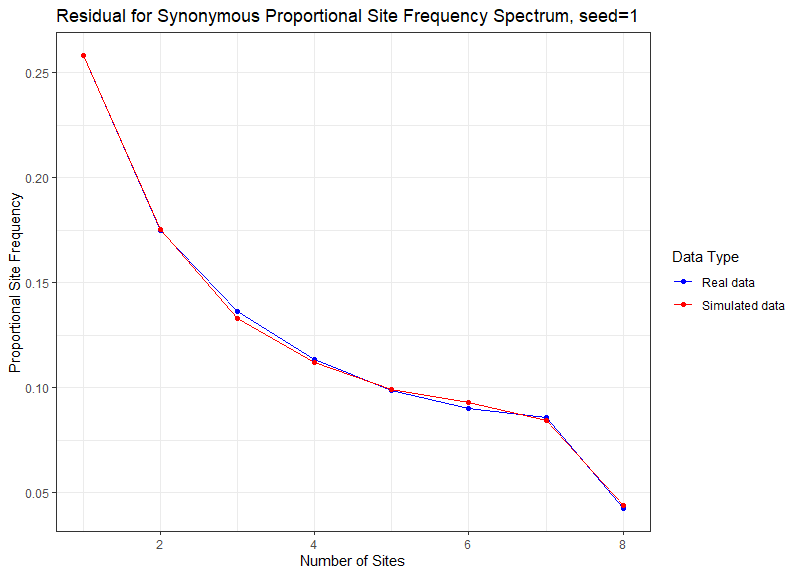 Residual for Synonymous Proportional Site Frequency Spectrum, seed=1
Proportional Site Frequency
0.25
0.20
0.15
0.10
0.05
2 4 6 8
Number of Sites
Data Type
Real data
Simulated data